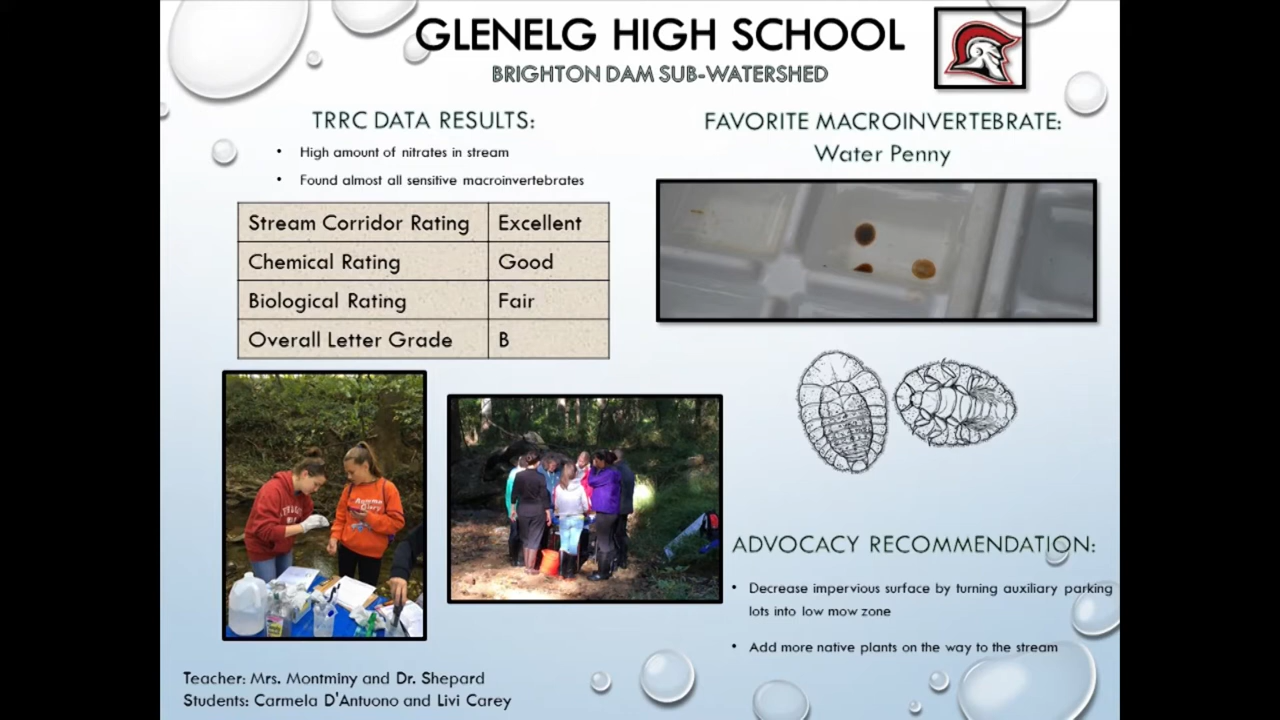 GLENELG HIGH SCHOOL
BRIGHTON DAM SUB-WATERSHED
TRRC DATA RESULTS:
• High amount of nitrates in stream
• Found almost all sensitive macroinvertebrates
Stream Corridor Rating Excellent
Chemical Rating Good
Biological Rating Fair
Overall Letter Grade B
FAVORITE MACROINVERTEBRATE:
Water Penny
ADVOCACY RECOMMENDATION:
• Decrease impervious surface by turning auxiliary parking
lots into low mow zone
• Add more native plants on the way to the stream
Teacher: Mrs. Montminy and Dr. Shepard
Students: Carmela D'Antuono and Livi Carey